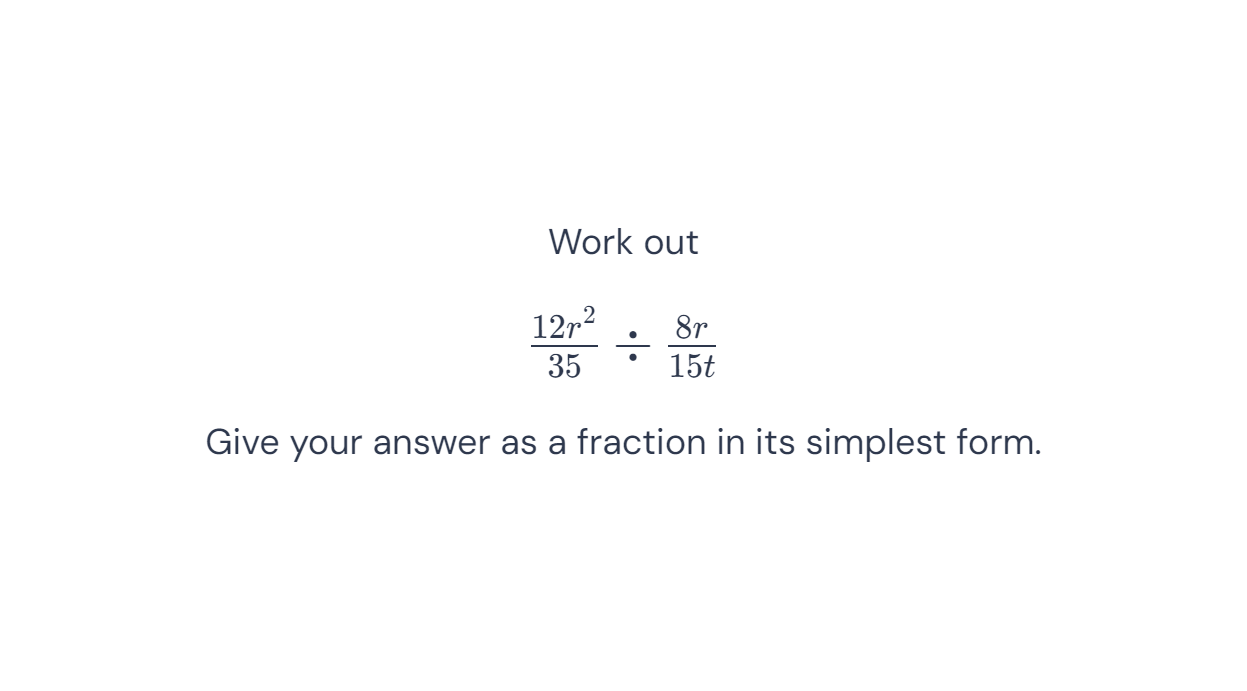 Work out
\frac{12r^2}{35} \div \frac{8r}{15t}
Give your answer as a fraction in its simplest form.